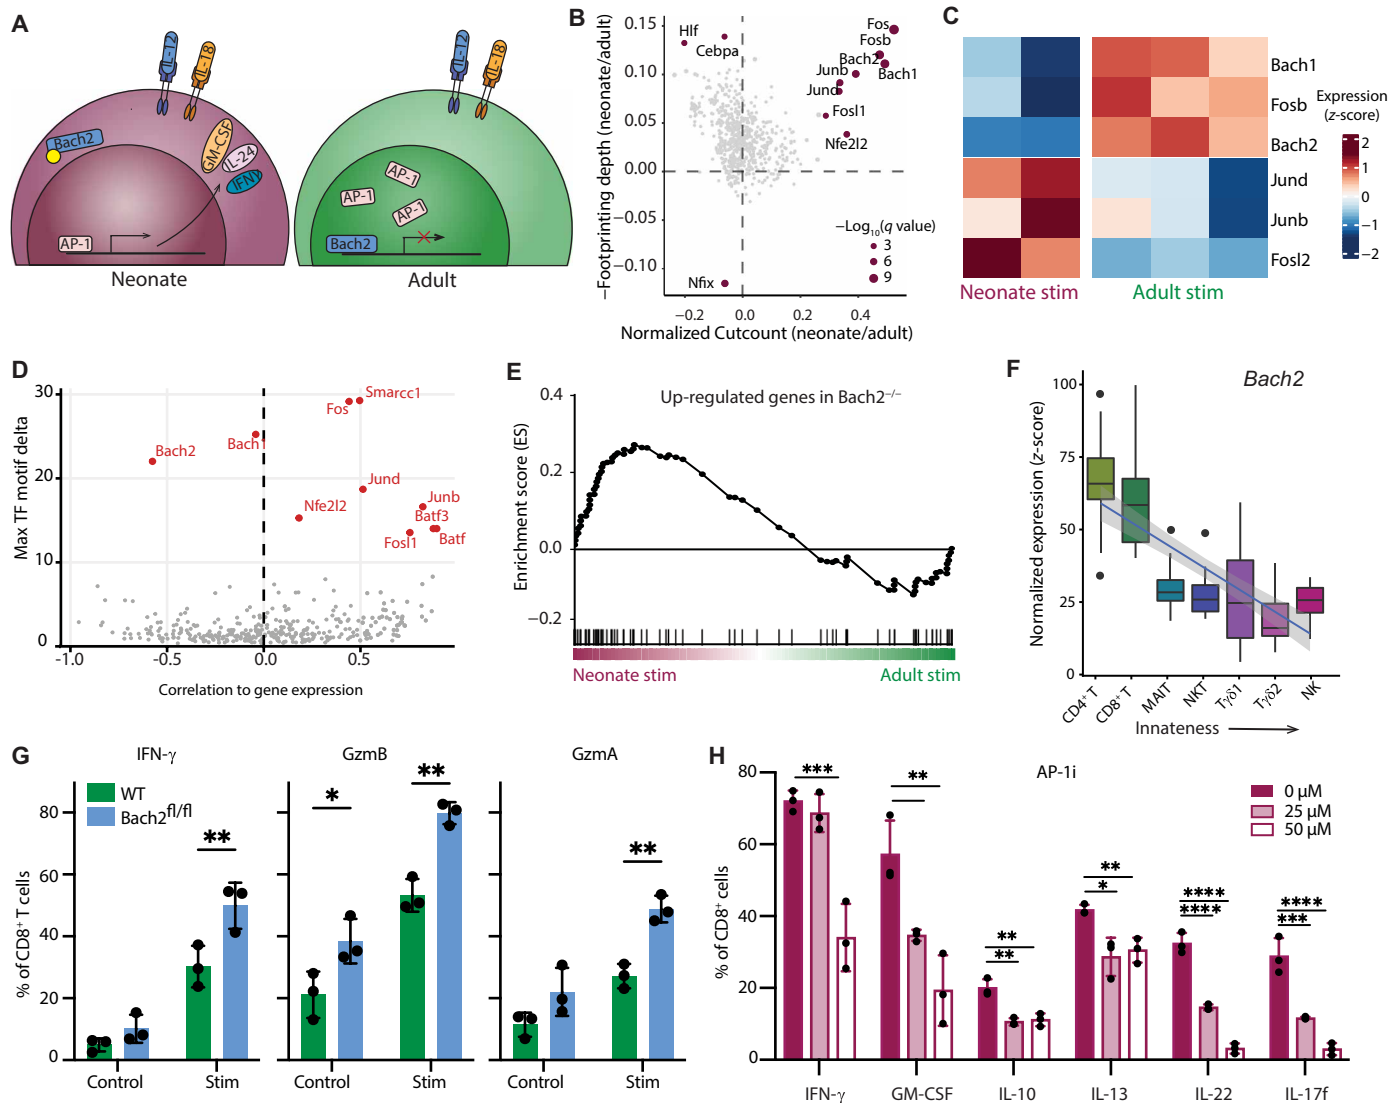 A
IL-12
IL-18
Bach2
GM-CSF
IL-24
IFNγ
AP-1
Neonate
IL-12
IL-18
AP-1
AP-1
AP-1
Bach2
Adult
B
−Footprinting depth (neonate/adult)
0.15
0.10
0.05
0.00
−0.05
−0.10
Hlf
Cebpa
Fos
Fosb
Bach2
Bach1
Junb
Jund
Fosl1
Nfe2l2
Nfix
−Log10(q value)
3
6
9
−0.2
0.0
0.2
0.4
Normalized Cutcount (neonate/adult)
C
Bach1
Fosb
Bach2
Jund
Junb
Fosl2
Neonate stim
Adult stim
Expression
(z-score)
2
1
0
−1
−2
D
Max TF motif delta
30
20
10
0
Smarcc1
Fos
Bach1
Bach2
Jund
Nfe2l2
Junb
Batf3
Batf
Fosl1
-1.0
-0.5
0.0
0.5
Correlation to gene expression
E
Up-regulated genes in Bach2−/−
Enrichment score (ES)
0.4
0.2
0.0
−0.2
Neonate stim
Adult stim
F
Bach2
Normalized expression (z-score)
100
75
50
25
0
CD4+ T
CD8+ T
MAIT
NKT
Tγδ1
Tγδ2
NK
Innateness
G
IFN-γ
GzmB
GzmA
WT
Bach2fl/fl
% of CD8+ T cells
80
60
40
20
0
**
*
**
**
Control
Stim
Control
Stim
Control
Stim
H
AP-1i
0 μM
25 μM
50 μM
% of CD8+ cells
80
60
40
20
0
***
**
**
**
**
*
****
****
****
***
IFN-γ
GM-CSF
IL-10
IL-13
IL-22
IL-17f